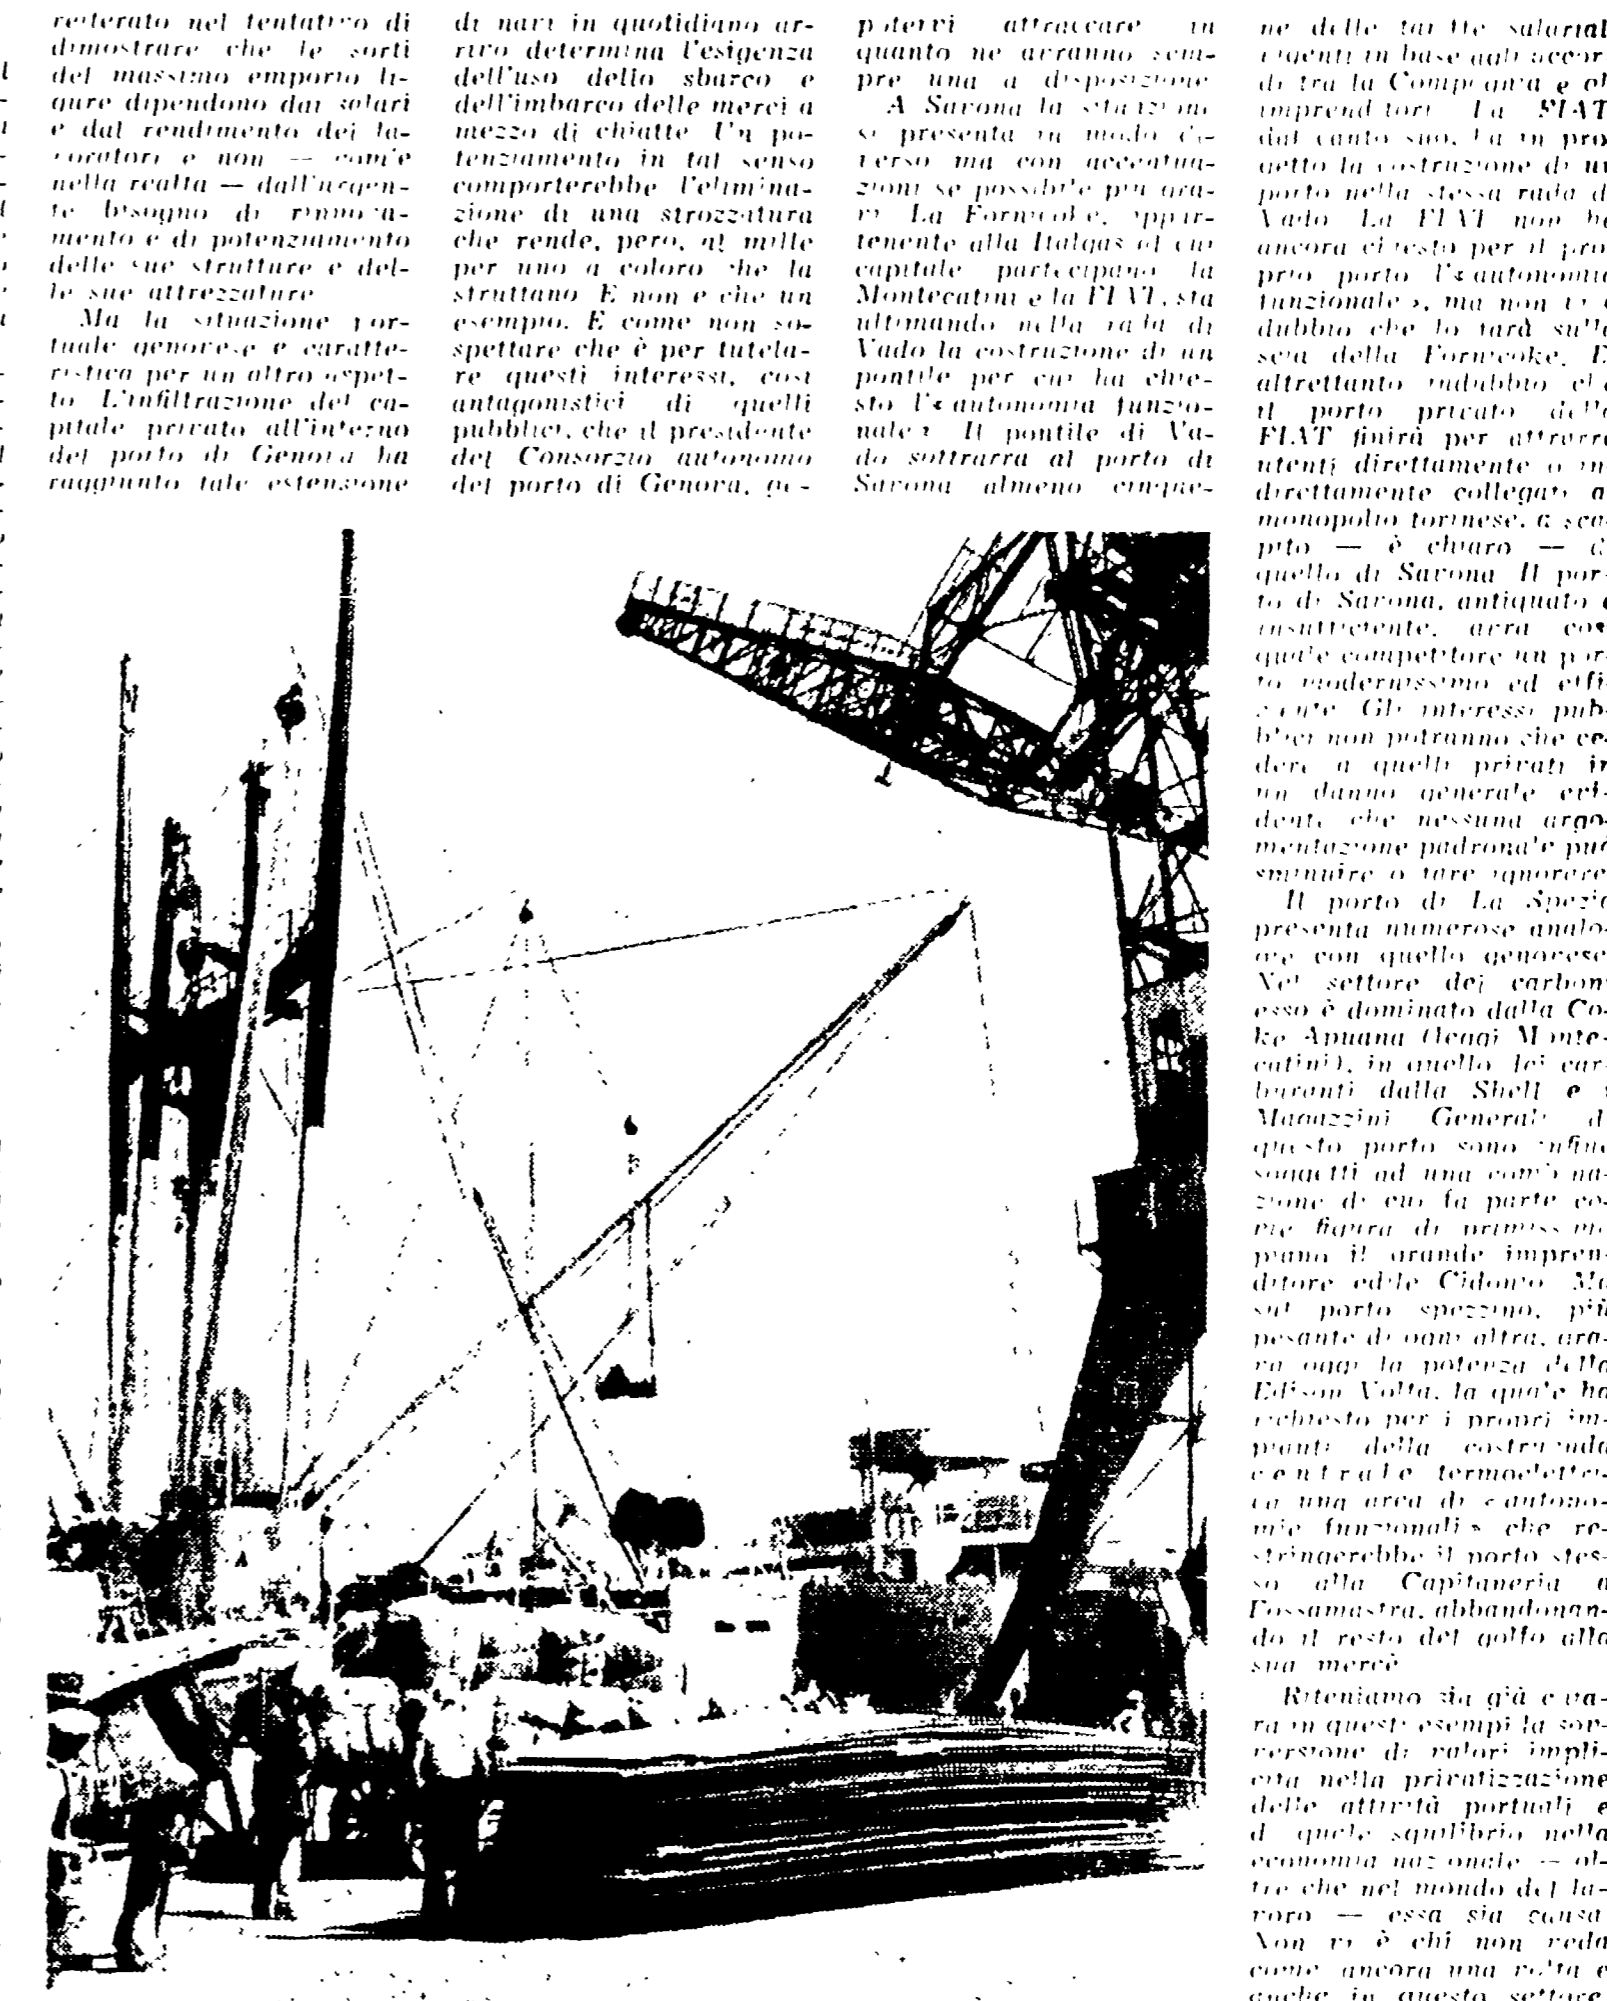 reiterato nel tentativo di
dimostrare che le sorti
del massimo emporio li-
gure dipendono dai salari
e dal rendimento dei la-
voratori e non — com'e
nella realta — dall'urgen-
te bisogno di rinnova-
mento e di potenziamento
delle sue strutture e del-
le sue attrezzature
Ma la situazione por-
tuale genovese e caratte-
ristica per un altro aspet-
to L'infiltrazione del ca-
pitale privato all'interno
del porto di Genova ha
raggiunto tale estensione
di navi in quotidiano ar-
rivo determina l'esigenza
dell'uso dello sbarco e
dell'imbarco delle merci a
mezzo di chiatte Un po-
tenziamento in tal senso
comporterebbe l'elimina-
zione di una strozzatura
che rende, pero, al mille
per uno a coloro che la
sfruttano E non e che un
esempio. E come non so-
spettare che è per tutela-
re questi interessi, cosi
antagonistici di quelli
pubblici, che il presidente
del Consorzio autonomo
del porto di Genova, ge-
potervi attraccare in
quanto ne avranno sem-
pre una a disposizione
A Savona la situazione
si presenta in modo di-
verso ma con accentua-
zioni se possibile piu gra-
vi La Fornicoke, appar-
tenente alla Italgas al cui
capitale partecipano la
Montecatini e la FIAT, sta
ultimando nella rada di
Vado la costruzione di un
pontile per cui ha chie-
sto l'« autonomia funzio-
nale » Il pontile di Va-
do sottrarra al porto di
Savona almeno cinque-
ne delle tariffe salarial
vigenti in base agli accor
di tra la Compagnia e gl
imprenditori La FIAT
dal canto suo, ha in pro
getto la costruzione di un
porto nella stessa rada d
Vado La FIAT non ha
ancora chiesto per il pro
prio porto l'« autonomia
funzionale », ma non vi è
dubbio che lo farà sulla
scia della Fornicoke. E
altrettanto indubbio che
il porto privato della
FIAT finirà per attrarre
utenti direttamente o in
direttamente collegati al
monopolio torinese, a sca-
pito — è chiaro — di
quello di Savona Il por-
to di Savona, antiquato e
insufficiente, avra cosi
quale competitore un por-
to modernissimo ed effi-
ciente Gli interessi pub-
blici non potranno che ce-
dere a quelli privati in
un danno generale evi-
dente che nessuna argo-
mentazione padronale può
sminuire o fare ignorare
Il porto di La Spezia
presenta numerose analo-
gie con quello genovese
Nel settore dei carboni
esso è dominato dalla Co-
ke Apuana (leggi Monte-
catini), in quello dei car-
buranti dalla Shell e i
Magazzini Generali di
questo porto sono infine
soggetti ad una combina-
zione di cui fa parte co-
me figura di primissimo
piano il grande impren-
ditore edile Cidonio Ma
sul porto spezzino, più
pesante di ogni altra, gra-
va oggi la potenza della
Edison Volta, la quale ha
richiesto per i propri im-
pianti della costruenda
centrale termoelettri-
ca una area di « autono-
mie funzionali » che re-
stringerebbe il porto stes-
so alla Capitaneria a
Fossamastra, abbandonan-
do il resto del golfo alla
sua mercè
Riteniamo sia già chia-
ra in questi esempi la sov-
versione di valori impli-
cita nella privatizzazione
delle attività portuali e
di quale squilibrio nella
economia nazionale — ol-
tre che nel mondo del la-
voro — essa sia causa
Non vi è chi non veda
come ancora una volta e
anche in questo settore